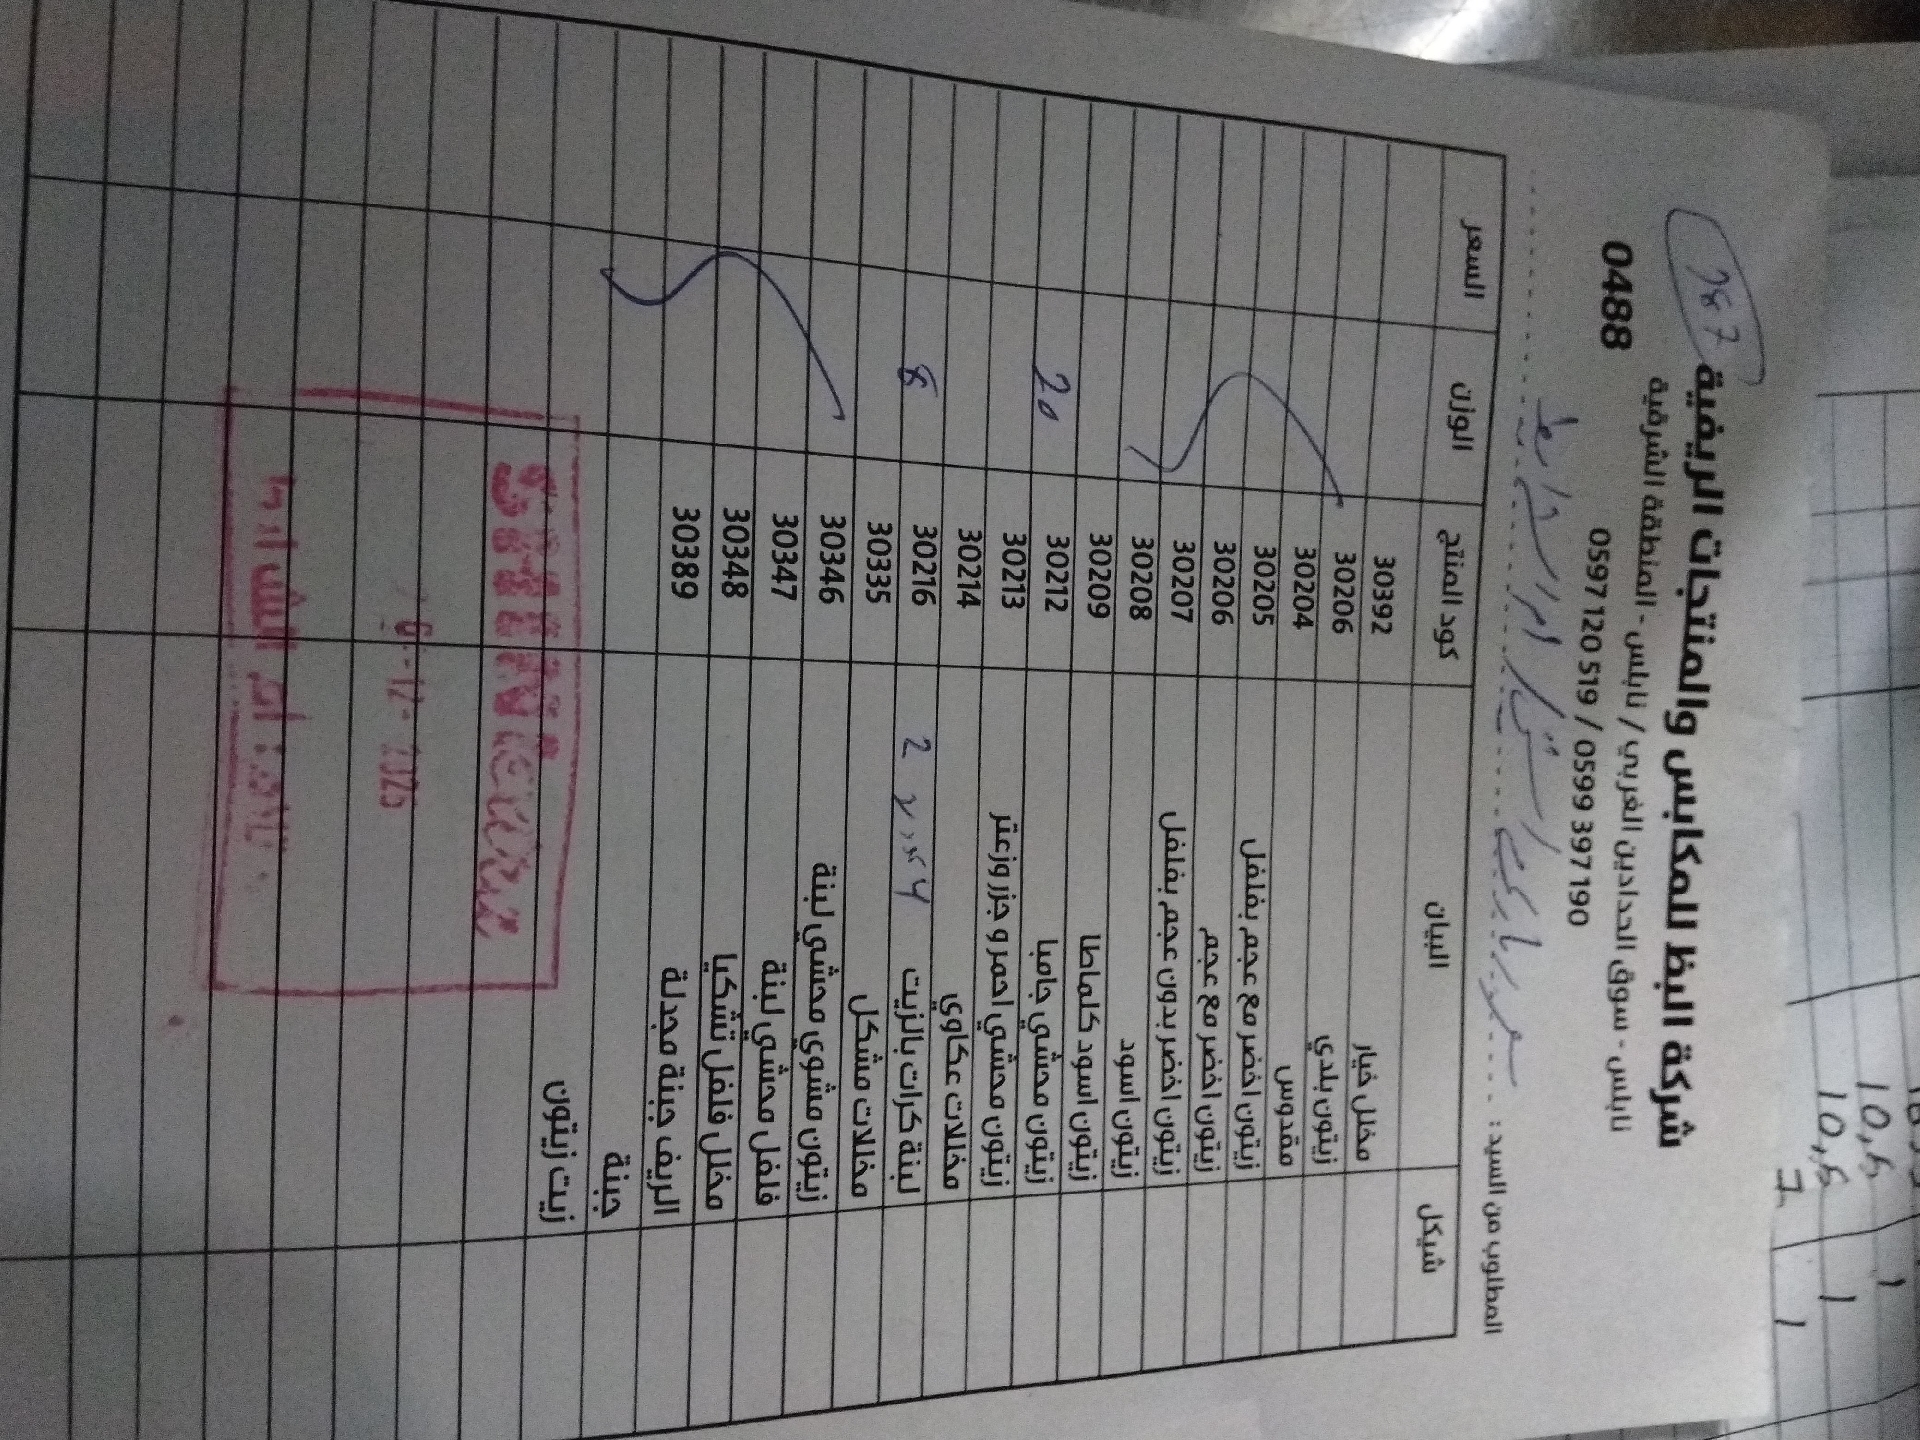 شركة البظ للمكابس والمنتجات الريفية
نابلس - سوق الحدادين الغربي / نابلس - المنطقة الشرقية
0597 120 519 / 0599 397 190
0488
المطلوب من السيد :
شيكل البيان كود المنتج الوزن السعر
مخلل خيار 30392
زيتون بلدي 30206
مقدوس 30204
زيتون اخضر مع عجم بفلفل 30205
زيتون اخضر مع عجم 30206
زيتون اخضر بدون عجم بفلفل 30207
زيتون اسود 30208
زيتون اسود كلماطا 30209
زيتون محشي جامبا 30212 20
زيتون محشي احمر و جزر وزعتر 30213
مخللات عكاوي 30214
لبنة كرات بالزيت 30216 8
مخللات مشكل 30335
زيتون مشوي محشي لبنة 30346
فلفل محشي لبنة 30347
مخلل فلفل تشكيا 30348
الريف جبنة مجدلة 30389
جبنة
زيت زيتون
10,5
10,5